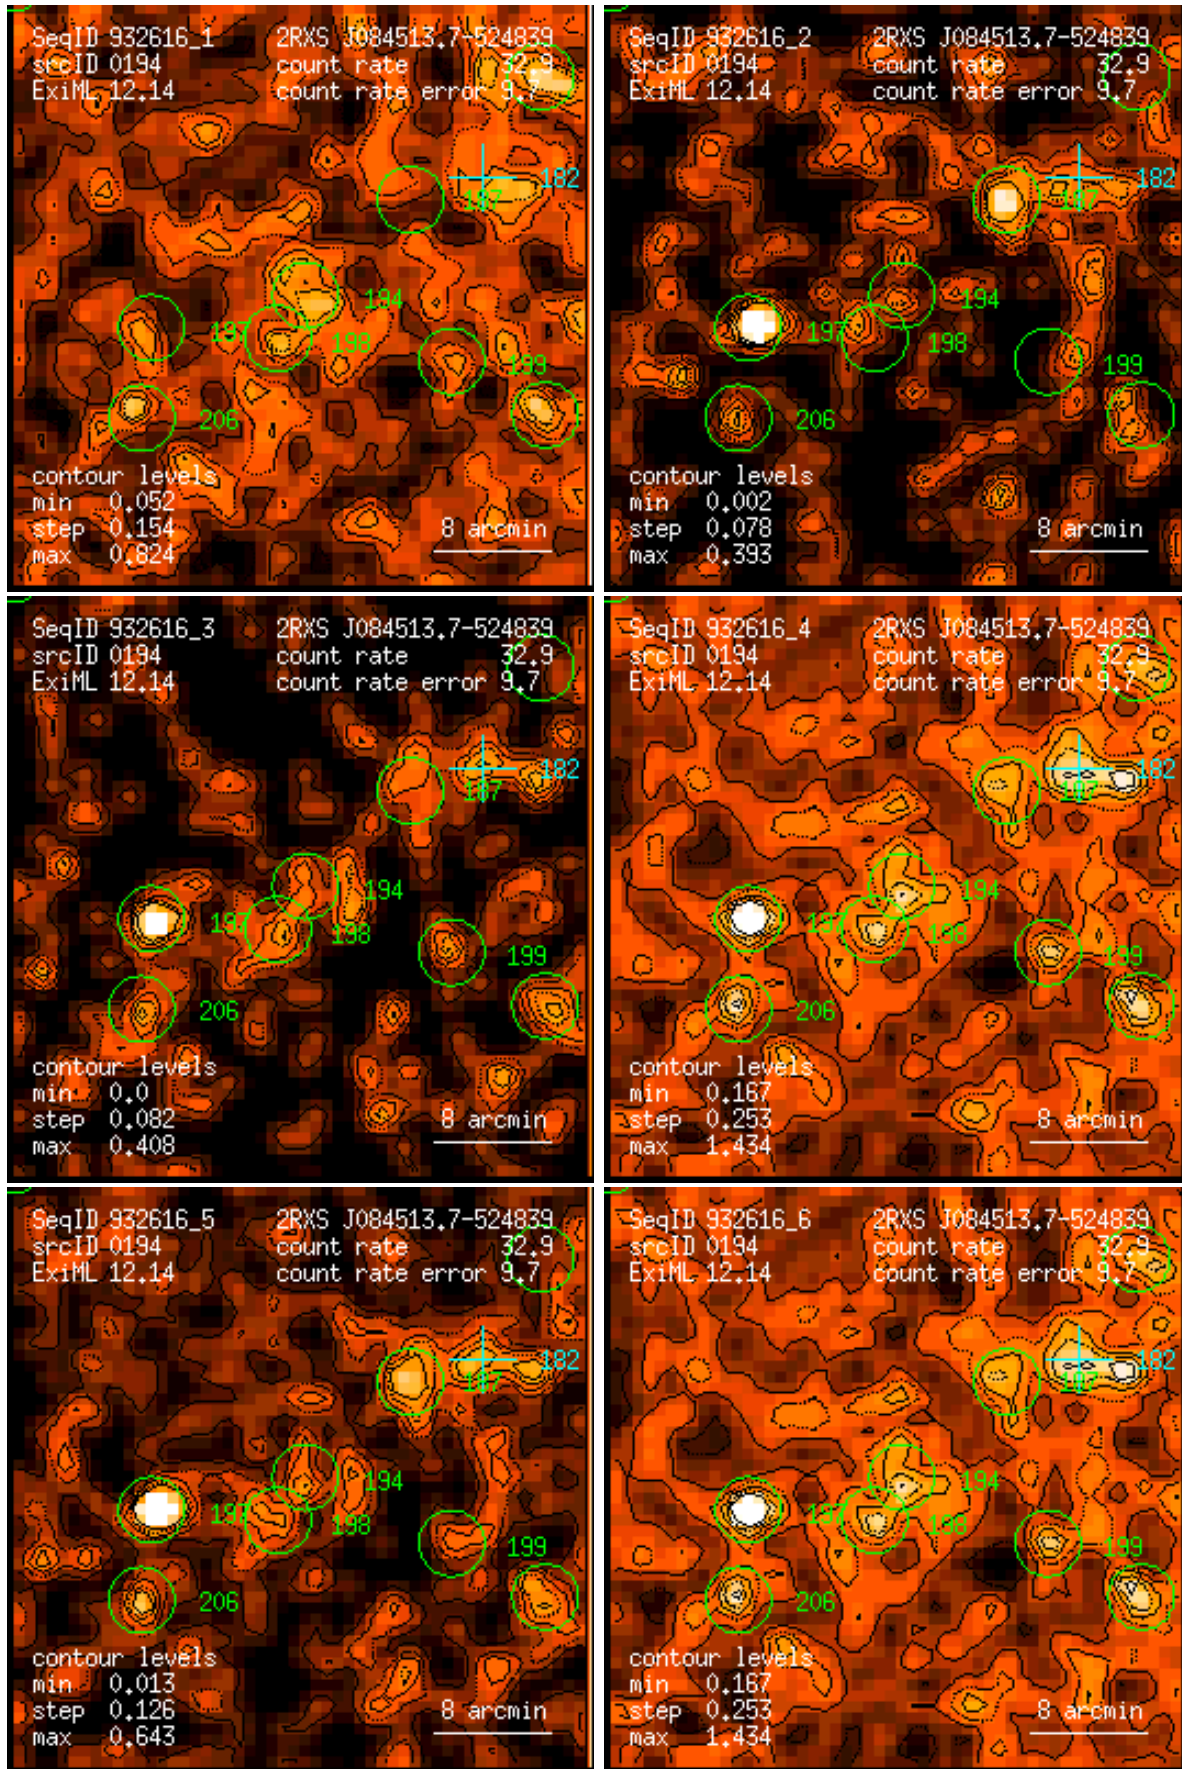 SeqID 932616_1 2RXS J084513.7-524839
srcID 0194 count rate 32.9
ExiML 12.14 count rate error 9.7
182
187
194
197 198
199
206
contour levels
min 0.052
step 0.154 8 arcmin
max 0.824
SeqID 932616_2 2RXS J084513.7-524839
srcID 0194 count rate 32.9
ExiML 12.14 count rate error 9.7
182
187
194
197 198
199
206
contour levels
min 0.002
step 0.078 8 arcmin
max 0.393
SeqID 932616_3 2RXS J084513.7-524839
srcID 0194 count rate 32.9
ExiML 12.14 count rate error 9.7
182
187
194
197 198
199
206
contour levels
min 0.0
step 0.082 8 arcmin
max 0.408
SeqID 932616_4 2RXS J084513.7-524839
srcID 0194 count rate 32.9
ExiML 12.14 count rate error 9.7
182
187
194
197 198
199
206
contour levels
min 0.167
step 0.253 8 arcmin
max 1.434
SeqID 932616_5 2RXS J084513.7-524839
srcID 0194 count rate 32.9
ExiML 12.14 count rate error 9.7
182
187
194
197 198
199
206
contour levels
min 0.013
step 0.126 8 arcmin
max 0.643
SeqID 932616_6 2RXS J084513.7-524839
srcID 0194 count rate 32.9
ExiML 12.14 count rate error 9.7
182
187
194
197 198
199
206
contour levels
min 0.167
step 0.253 8 arcmin
max 1.434